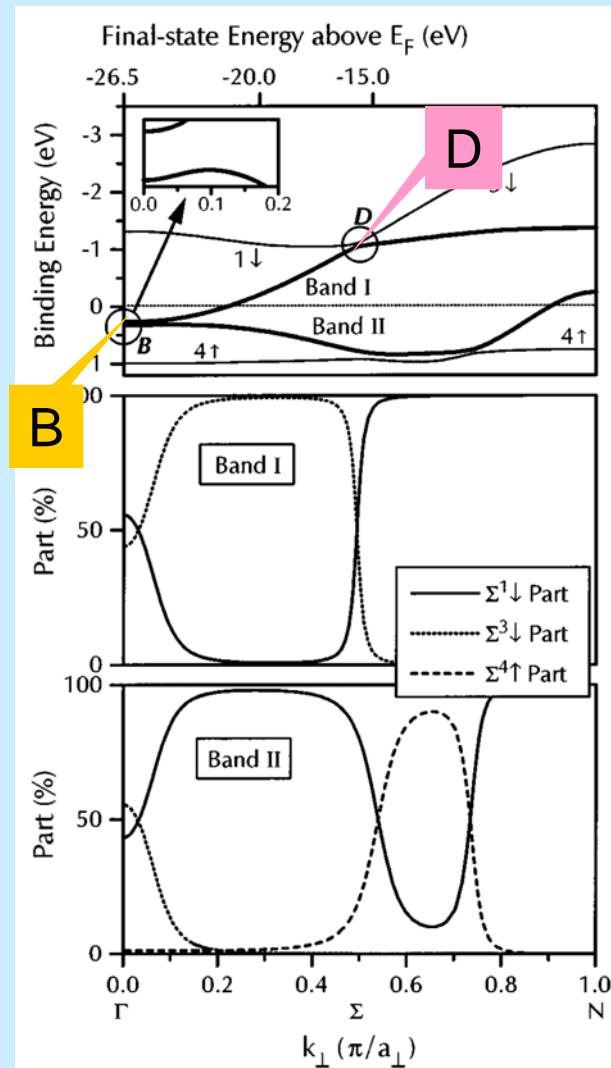 Final-state Energy above E_F (eV)
-26.5 -20.0 -15.0
Binding Energy (eV)
-3
-2
-1
0
1
0.0 0.1 0.2
D
D
1↓
Band I
Band II
B
4↑
4↑
B
Part (%)
50
0
Band I
Σ¹↓ Part
Σ³↓ Part
Σ⁴↑ Part
Part (%)
100
50
0
Band II
0.0 0.2 0.4 0.6 0.8 1.0
Γ Σ N
k⊥ (π/a⊥)